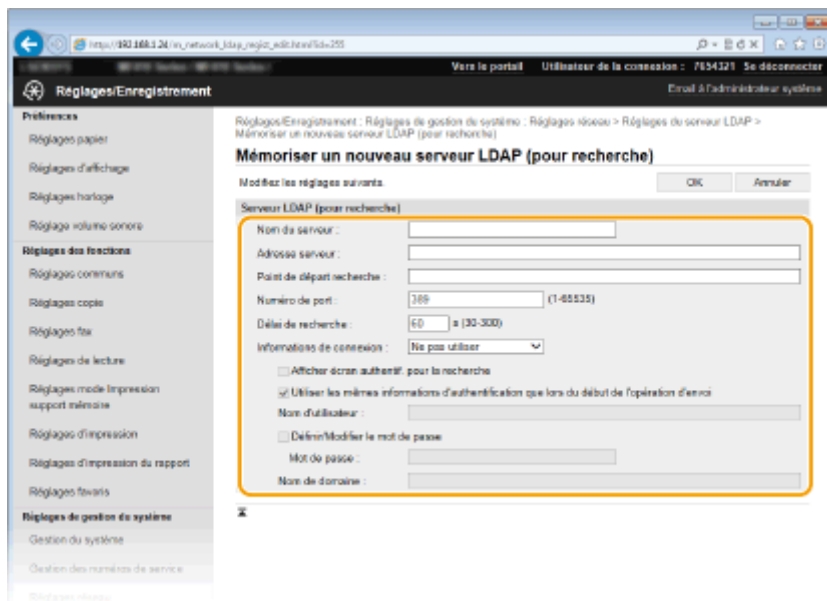 http://192.168.1.24/m_network_ldap_regist_edit.html?id=255
Vers le portail
Utilisateur de la connexion : 7654321
Se déconnecter
Réglages/Enregistrement
Email à l'administrateur système
Préférences
Réglages papier
Réglages d'affichage
Réglages horloge
Réglage volume sonore
Réglages des fonctions
Réglages communs
Réglages copie
Réglages fax
Réglages de lecture
Réglages mode Impression
support mémoire
Réglages d'impression
Réglages d'impression du rapport
Réglages favoris
Réglages de gestion du système
Gestion du système
Gestion des numéros de service
Réglages réseau
Réglages/Enregistrement : Réglages de gestion du système : Réglages réseau > Réglages du serveur LDAP >
Mémoriser un nouveau serveur LDAP (pour recherche)
Mémoriser un nouveau serveur LDAP (pour recherche)
Modifiez les réglages suivants.
OK
Annuler
Serveur LDAP (pour recherche)
Nom du serveur :
Adresse serveur :
Point de départ recherche :
Numéro de port : 389 (1-65535)
Délai de recherche : 60 s (30-300)
Informations de connexion : Ne pas utiliser
Afficher écran authentif. pour la recherche
Utiliser les mêmes informations d'authentification que lors du début de l'opération d'envoi
Nom d'utilisateur :
Définir/Modifier le mot de passe
Mot de passe :
Nom de domaine :